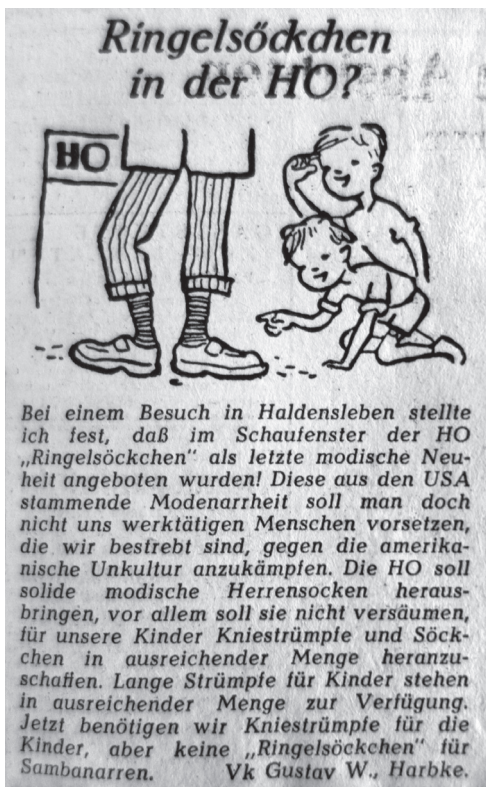 Ringelsöckchen
in der HO?
HO
Bei einem Besuch in Haldensleben stellte
ich fest, daß im Schaufenster der HO
„Ringelsöckchen" als letzte modische Neu-
heit angeboten wurden! Diese aus den USA
stammende Modenarrheit soll man doch
nicht uns werktätigen Menschen vorsetzen,
die wir bestrebt sind, gegen die amerika-
nische Unkultur anzukämpfen. Die HO soll
solide modische Herrensocken heraus-
bringen, vor allem soll sie nicht versäumen,
für unsere Kinder Kniestrümpfe und Söck-
chen in ausreichender Menge heranzu-
schaffen. Lange Strümpfe für Kinder stehen
in ausreichender Menge zur Verfügung.
Jetzt benötigen wir Kniestrümpfe für die
Kinder, aber keine „Ringelsöckchen" für
Sambanarren. Vk Gustav W., Harbke.